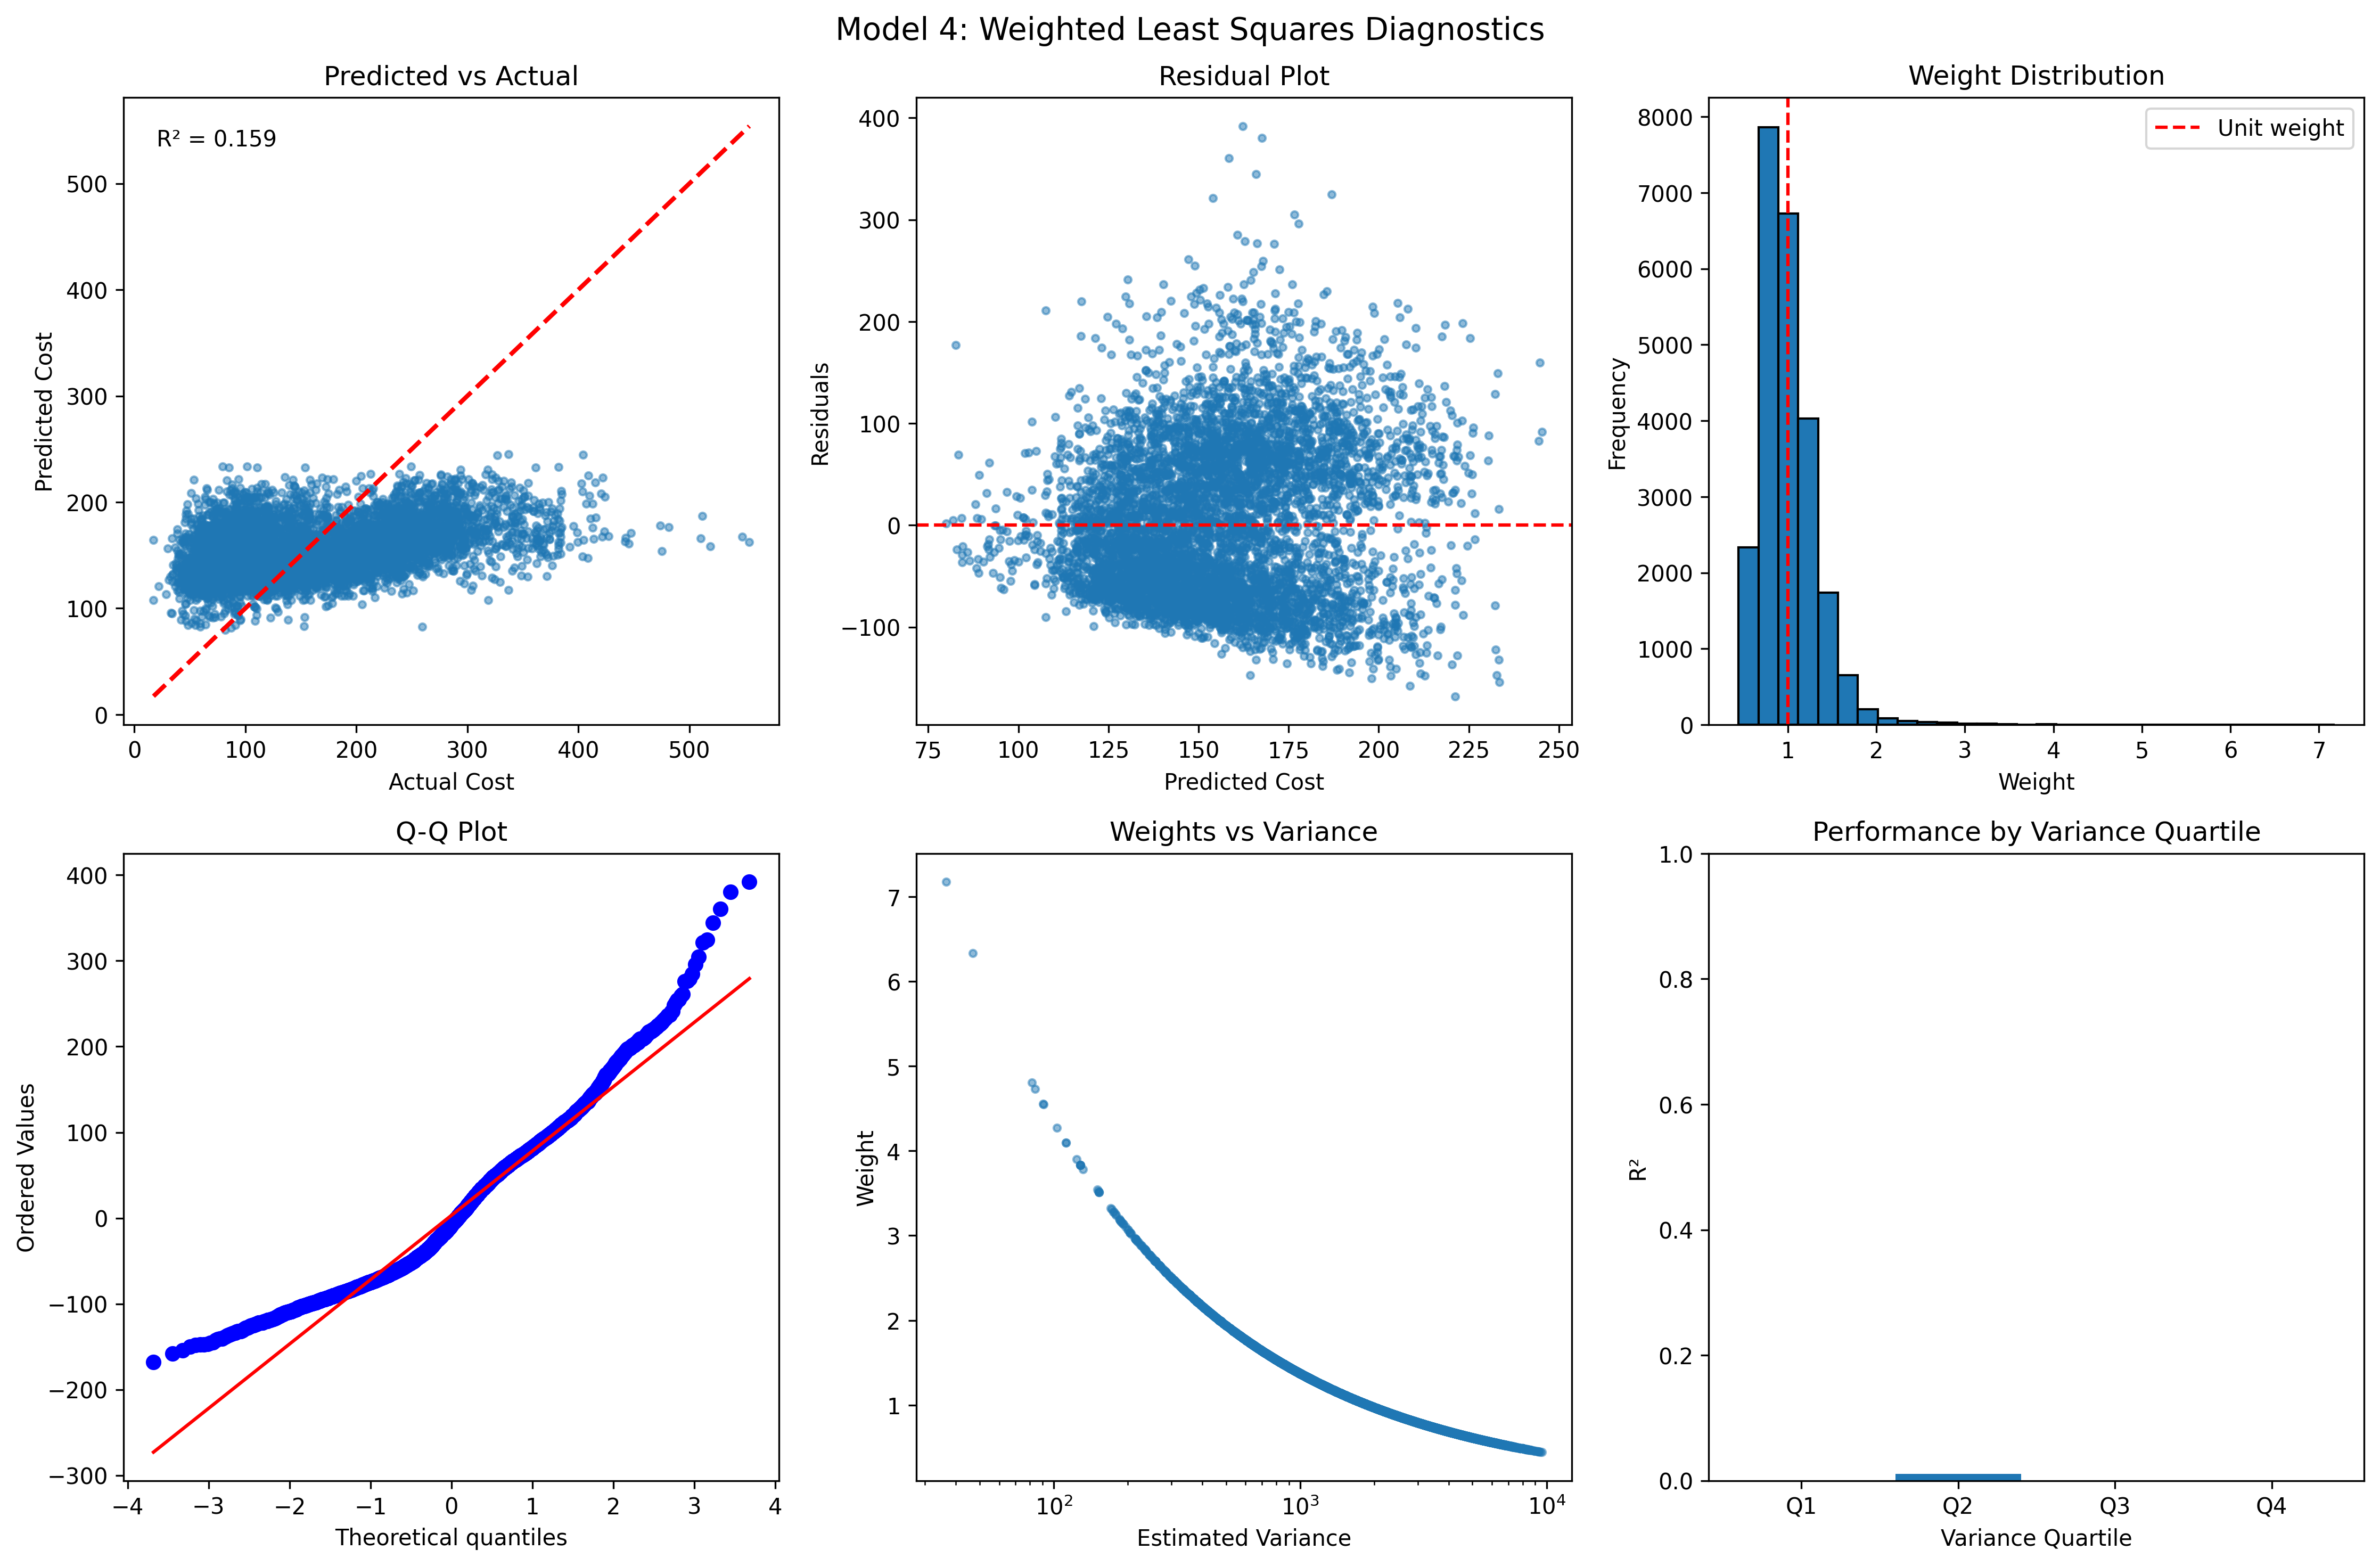 Model 4: Weighted Least Squares Diagnostics
Predicted vs Actual
R² = 0.159
500
400
300
200
100
0
Predicted Cost
0 100 200 300 400 500
Actual Cost
Residual Plot
400
300
200
100
0
−100
Residuals
75 100 125 150 175 200 225 250
Predicted Cost
Weight Distribution
Unit weight
8000
7000
6000
5000
4000
3000
2000
1000
0
Frequency
1 2 3 4 5 6 7
Weight
Q-Q Plot
400
300
200
100
0
−100
−200
−300
Ordered Values
−4 −3 −2 −1 0 1 2 3 4
Theoretical quantiles
Weights vs Variance
7
6
5
4
3
2
1
Weight
10² 10³ 10⁴
Estimated Variance
Performance by Variance Quartile
1.0
0.8
0.6
0.4
0.2
0.0
R²
Q1 Q2 Q3 Q4
Variance Quartile